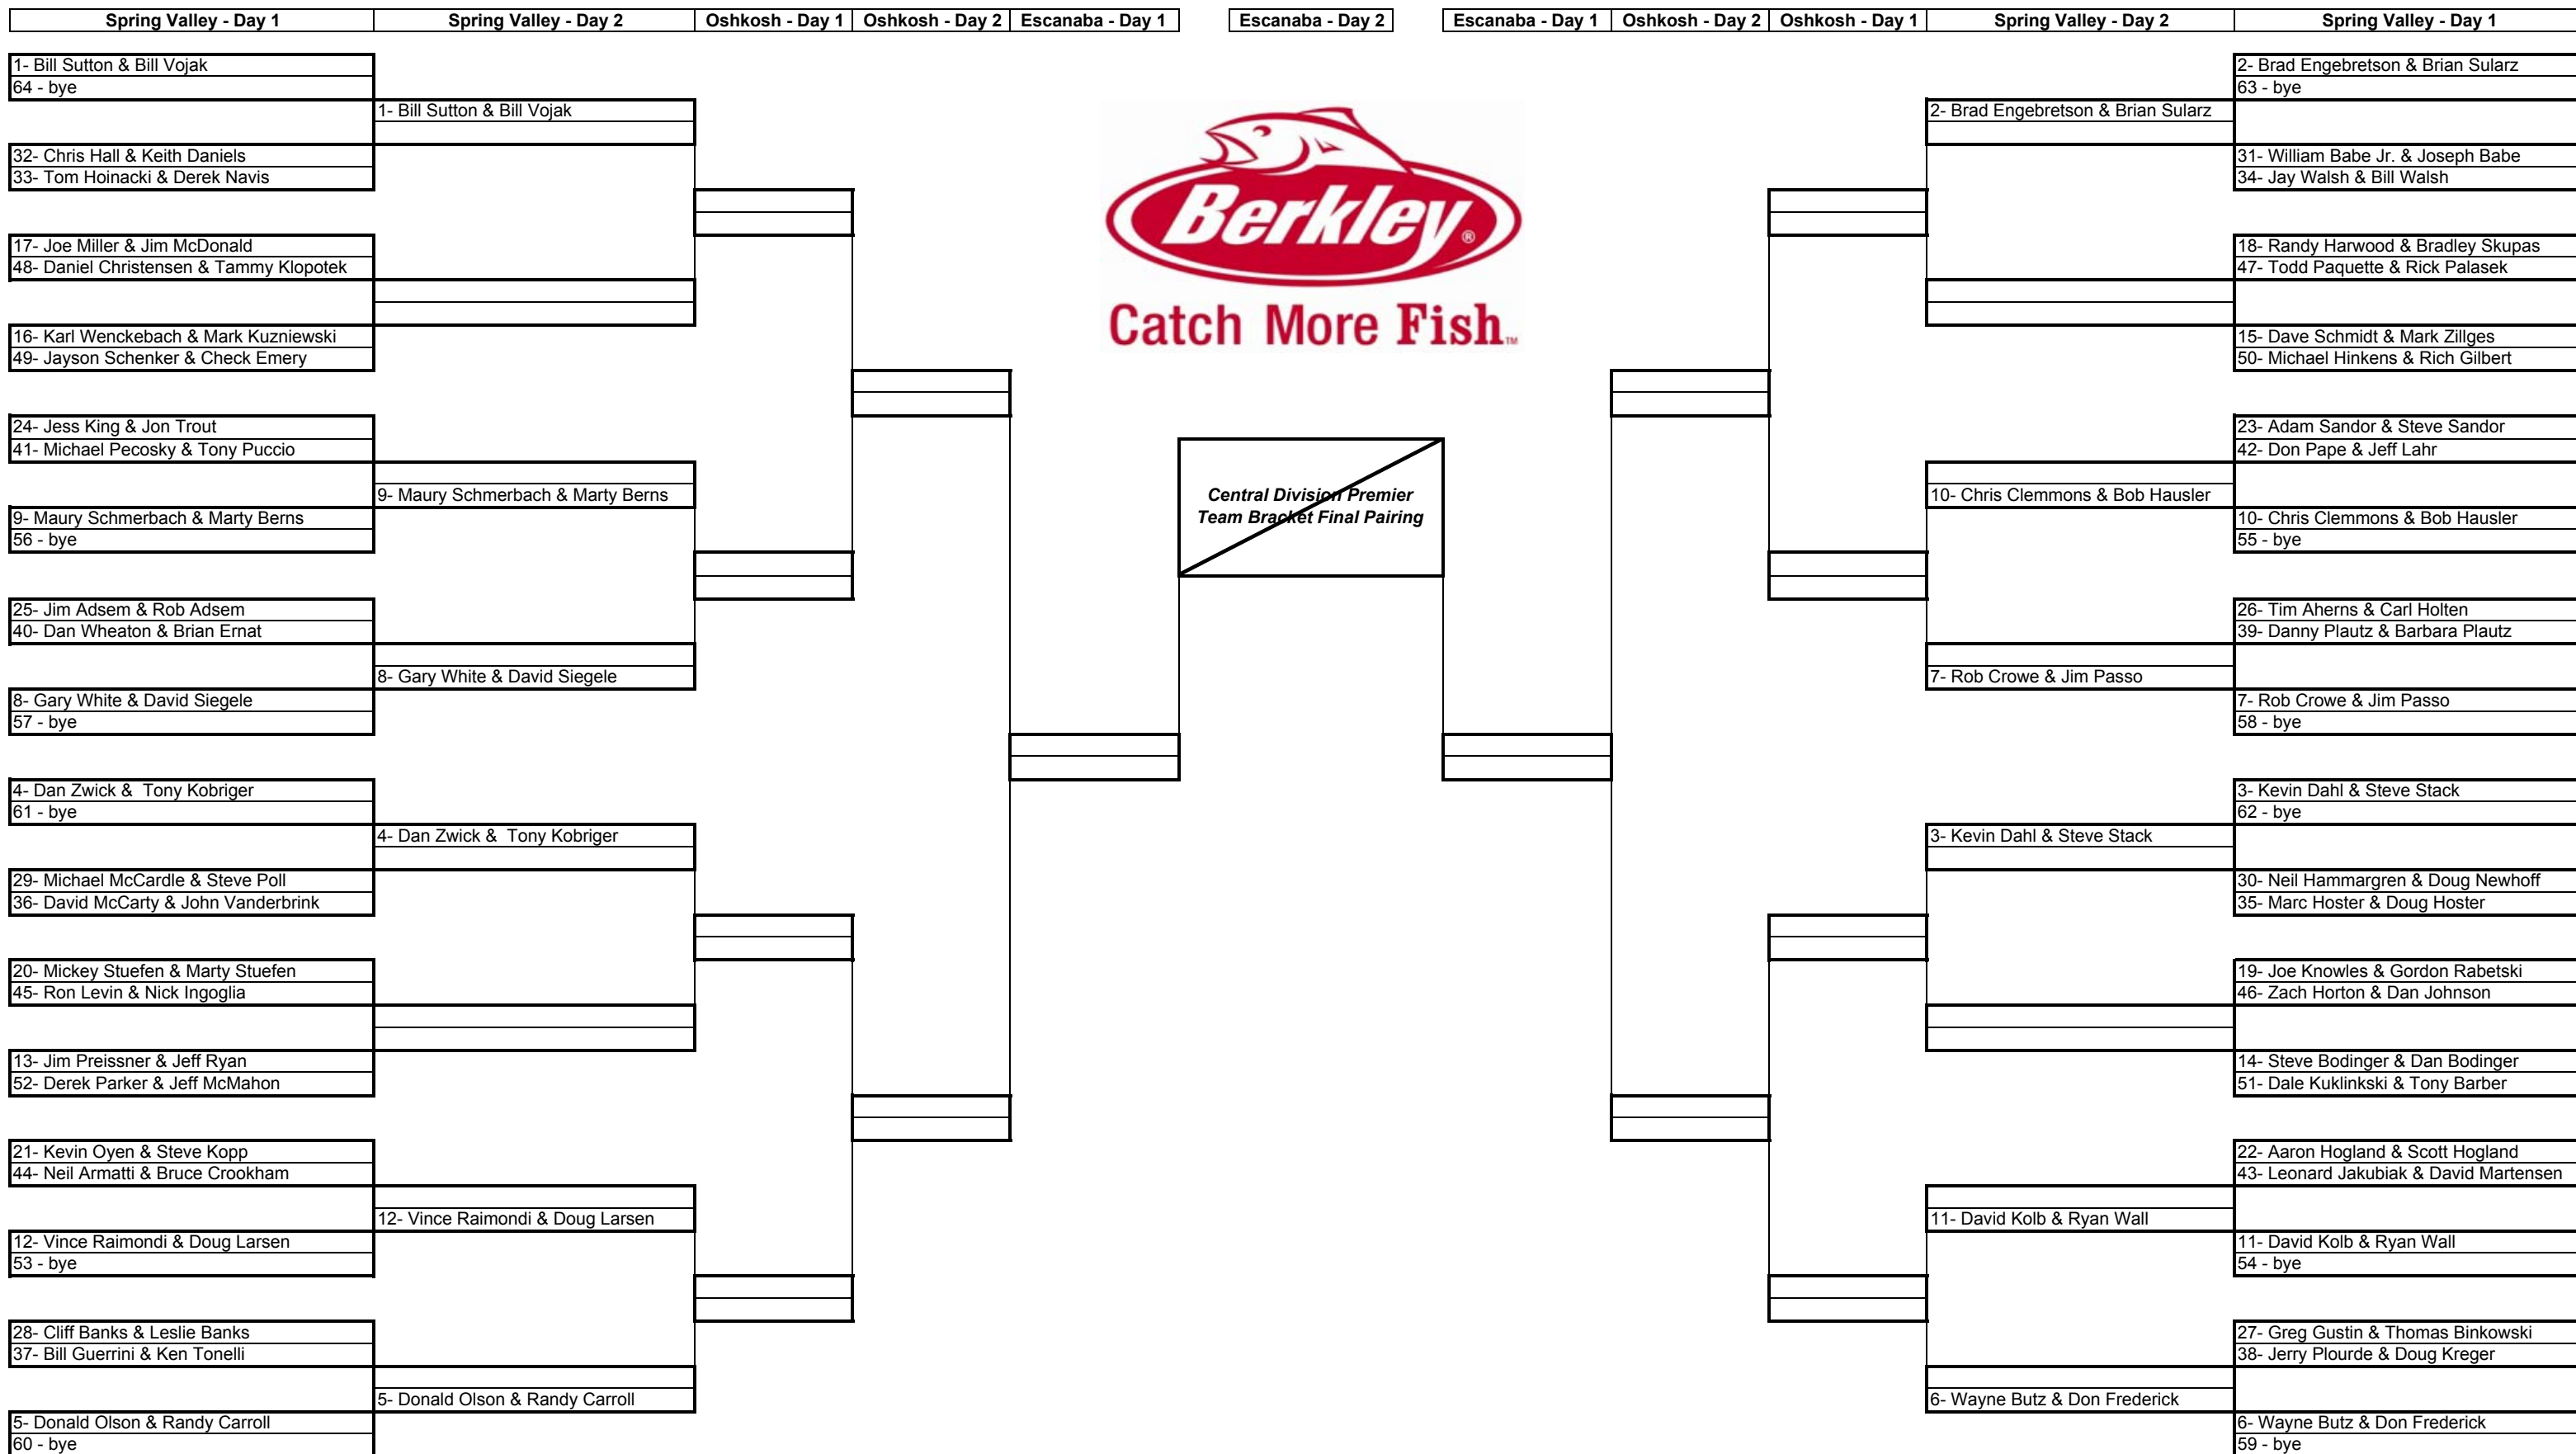 Spring Valley - Day 1
Spring Valley - Day 2
Oshkosh - Day 1
Oshkosh - Day 2
Escanaba - Day 1
Escanaba - Day 2
Escanaba - Day 1
Oshkosh - Day 2
Oshkosh - Day 1
Spring Valley - Day 2
Spring Valley - Day 1
1- Bill Sutton & Bill Vojak
64 - bye
32- Chris Hall & Keith Daniels
33- Tom Hoinacki & Derek Navis
17- Joe Miller & Jim McDonald
48- Daniel Christensen & Tammy Klopotek
16- Karl Wenckebach & Mark Kuzniewski
49- Jayson Schenker & Check Emery
24- Jess King & Jon Trout
41- Michael Pecosky & Tony Puccio
9- Maury Schmerbach & Marty Berns
56 - bye
25- Jim Adsem & Rob Adsem
40- Dan Wheaton & Brian Ernat
8- Gary White & David Siegele
57 - bye
4- Dan Zwick &  Tony Kobriger
61 - bye
29- Michael McCardle & Steve Poll
36- David McCarty & John Vanderbrink
20- Mickey Stuefen & Marty Stuefen
45- Ron Levin & Nick Ingoglia
13- Jim Preissner & Jeff Ryan
52- Derek Parker & Jeff McMahon
21- Kevin Oyen & Steve Kopp
44- Neil Armatti & Bruce Crookham
12- Vince Raimondi & Doug Larsen
53 - bye
28- Cliff Banks & Leslie Banks
37- Bill Guerrini & Ken Tonelli
5- Donald Olson & Randy Carroll
60 - bye
1- Bill Sutton & Bill Vojak
9- Maury Schmerbach & Marty Berns
8- Gary White & David Siegele
4- Dan Zwick &  Tony Kobriger
12- Vince Raimondi & Doug Larsen
5- Donald Olson & Randy Carroll
Berkley®
Catch More Fish™
Central Division Premier
Team Bracket Final Pairing
2- Brad Engebretson & Brian Sularz
10- Chris Clemmons & Bob Hausler
7- Rob Crowe & Jim Passo
3- Kevin Dahl & Steve Stack
11- David Kolb & Ryan Wall
6- Wayne Butz & Don Frederick
2- Brad Engebretson & Brian Sularz
63 - bye
31- William Babe Jr. & Joseph Babe
34- Jay Walsh & Bill Walsh
18- Randy Harwood & Bradley Skupas
47- Todd Paquette & Rick Palasek
15- Dave Schmidt & Mark Zillges
50- Michael Hinkens & Rich Gilbert
23- Adam Sandor & Steve Sandor
42- Don Pape & Jeff Lahr
10- Chris Clemmons & Bob Hausler
55 - bye
26- Tim Aherns & Carl Holten
39- Danny Plautz & Barbara Plautz
7- Rob Crowe & Jim Passo
58 - bye
3- Kevin Dahl & Steve Stack
62 - bye
30- Neil Hammargren & Doug Newhoff
35- Marc Hoster & Doug Hoster
19- Joe Knowles & Gordon Rabetski
46- Zach Horton & Dan Johnson
14- Steve Bodinger & Dan Bodinger
51- Dale Kuklinkski & Tony Barber
22- Aaron Hogland & Scott Hogland
43- Leonard Jakubiak & David Martensen
11- David Kolb & Ryan Wall
54 - bye
27- Greg Gustin & Thomas Binkowski
38- Jerry Plourde & Doug Kreger
6- Wayne Butz & Don Frederick
59 - bye